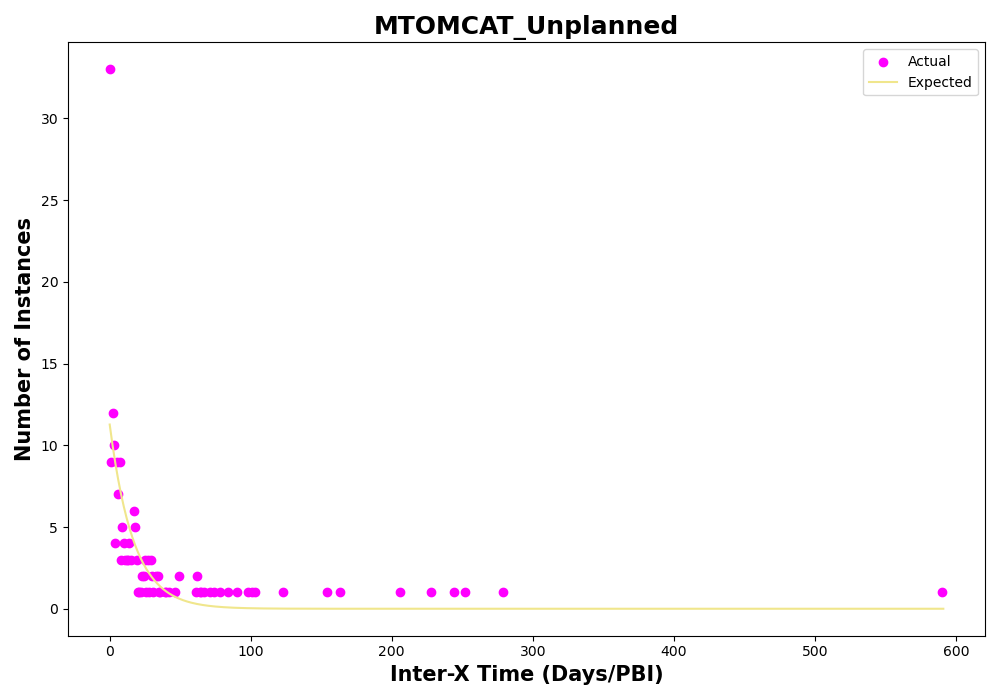 MTOMCAT_Unplanned
Actual
Expected
Number of Instances
30
25
20
15
10
5
0
0 100 200 300 400 500 600
Inter-X Time (Days/PBI)